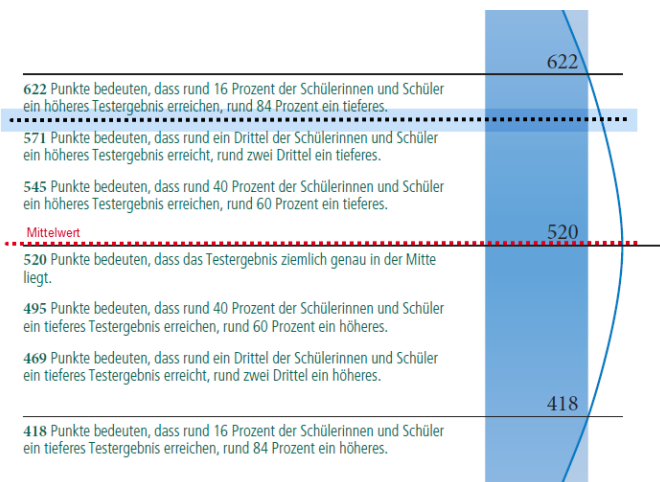 622
622 Punkte bedeuten, dass rund 16 Prozent der Schülerinnen und Schüler
ein höheres Testergebnis erreichen, rund 84 Prozent ein tieferes.
571 Punkte bedeuten, dass rund ein Drittel der Schülerinnen und Schüler
ein höheres Testergebnis erreicht, rund zwei Drittel ein tieferes.
545 Punkte bedeuten, dass rund 40 Prozent der Schülerinnen und Schüler
ein höheres Testergebnis erreichen, rund 60 Prozent ein tieferes.
Mittelwert
520
520 Punkte bedeuten, dass das Testergebnis ziemlich genau in der Mitte
liegt.
495 Punkte bedeuten, dass rund 40 Prozent der Schülerinnen und Schüler
ein tieferes Testergebnis erreichen, rund 60 Prozent ein höheres.
469 Punkte bedeuten, dass rund ein Drittel der Schülerinnen und Schüler
ein tieferes Testergebnis erreicht, rund zwei Drittel ein höheres.
418
418 Punkte bedeuten, dass rund 16 Prozent der Schülerinnen und Schüler
ein tieferes Testergebnis erreichen, rund 84 Prozent ein höheres.